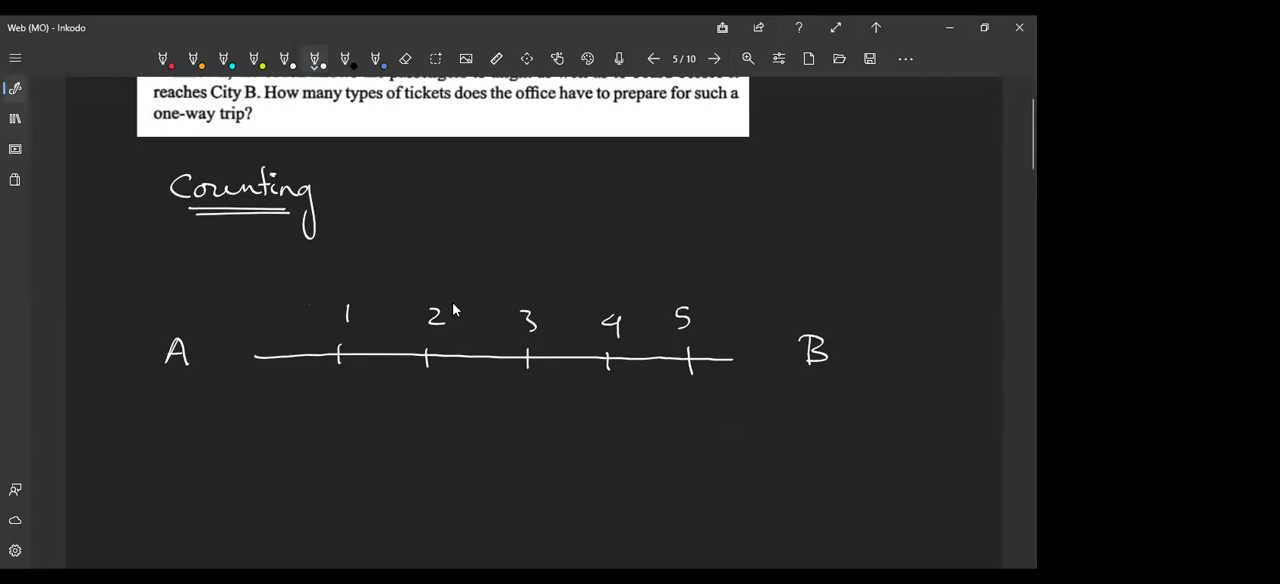 Web (MO) - Inkodo
5 / 10
reaches City B. How many types of tickets does the office have to prepare for such a
one-way trip?
Counting
1 2 3 4 5
A B